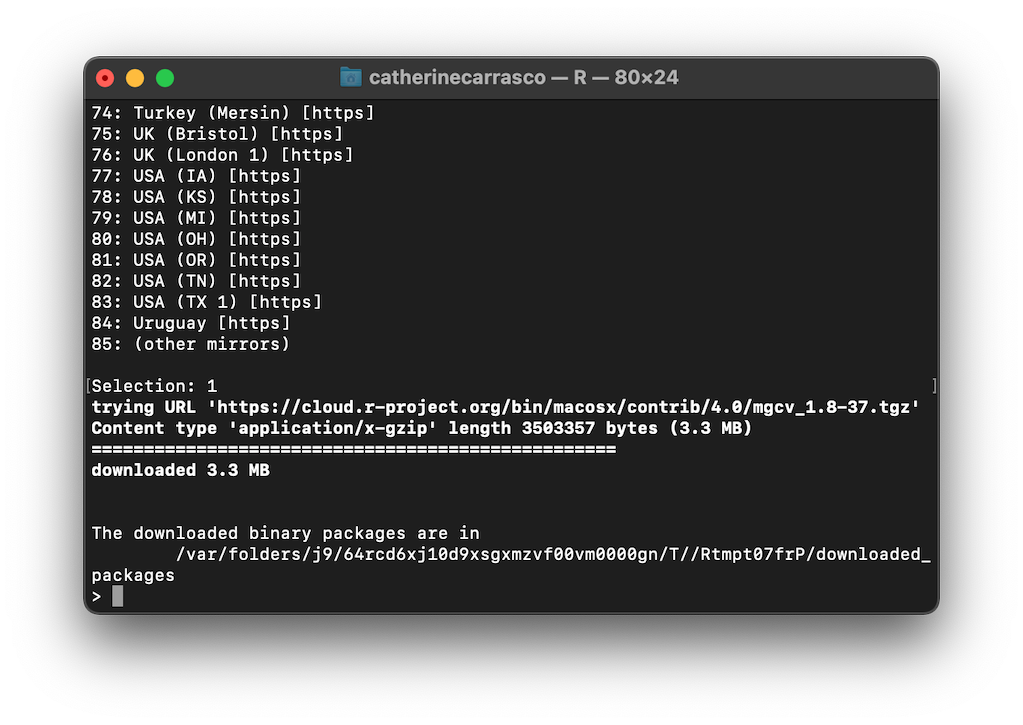 catherinecarrasco — R — 80×24
74: Turkey (Mersin) [https]
75: UK (Bristol) [https]
76: UK (London 1) [https]
77: USA (IA) [https]
78: USA (KS) [https]
79: USA (MI) [https]
80: USA (OH) [https]
81: USA (OR) [https]
82: USA (TN) [https]
83: USA (TX 1) [https]
84: Uruguay [https]
85: (other mirrors)
[Selection: 1 ]
trying URL 'https://cloud.r-project.org/bin/macosx/contrib/4.0/mgcv_1.8-37.tgz'
Content type 'application/x-gzip' length 3503357 bytes (3.3 MB)
==================================================
downloaded 3.3 MB
The downloaded binary packages are in
/var/folders/j9/64rcd6xj10d9xsgxmzvf00vm0000gn/T//Rtmpt07frP/downloaded_
packages
>